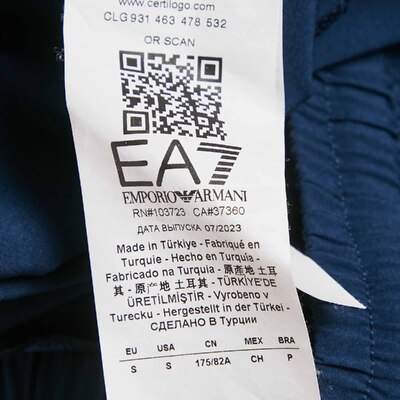 www.certilogo.com
CLG 931 463 478 532
OR SCAN
EA7
EMPORIO ARMANI
RN#103723 CA#37360
ДАТА ВЫПУСКА 07/2023
Made in Türkiye - Fabriqué en
Turquie - Hecho en Turquía -
Fabricado na Turquia - 原産地 土耳
其 - 原产地 土耳其 - TÜRKİYE'DE
ÜRETİLMİŞTİR - Vyrobeno v
Turecku - Hergestellt in der Türkei -
СДЕЛАНО В Турции
EU USA CN MEX BRA
S S 175/82A CH P